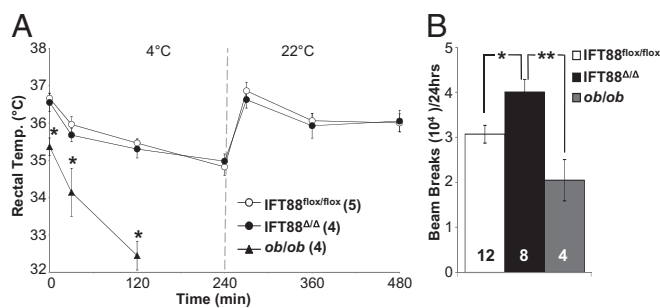 A
B
38
37
36
35
34
33
32
Rectal Temp. (°C)
4°C
22°C
*
*
*
IFT88flox/flox (5)
IFT88Δ/Δ (4)
ob/ob (4)
0
120
240
360
480
Time (min)
Beam Breaks (10⁴)/24hrs
5
4
3
2
1
0
*
**
IFT88flox/flox
IFT88Δ/Δ
ob/ob
12
8
4